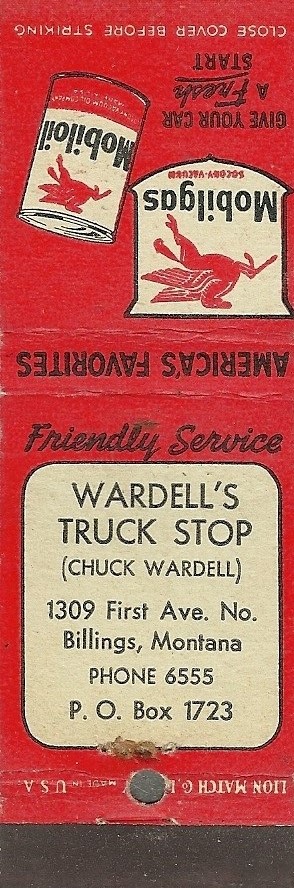 CLOSE COVER BEFORE STRIKING
GIVE YOUR CAR
A Fresh
START
Mobiloil
Mobilgas
SOCONY-VACUUM
AMERICA'S FAVORITES
Friendly Service
WARDELL'S
TRUCK STOP
(CHUCK WARDELL)
1309 First Ave. No.
Billings, Montana
PHONE 6555
P. O. Box 1723
LION MATCH
MADE IN U S A